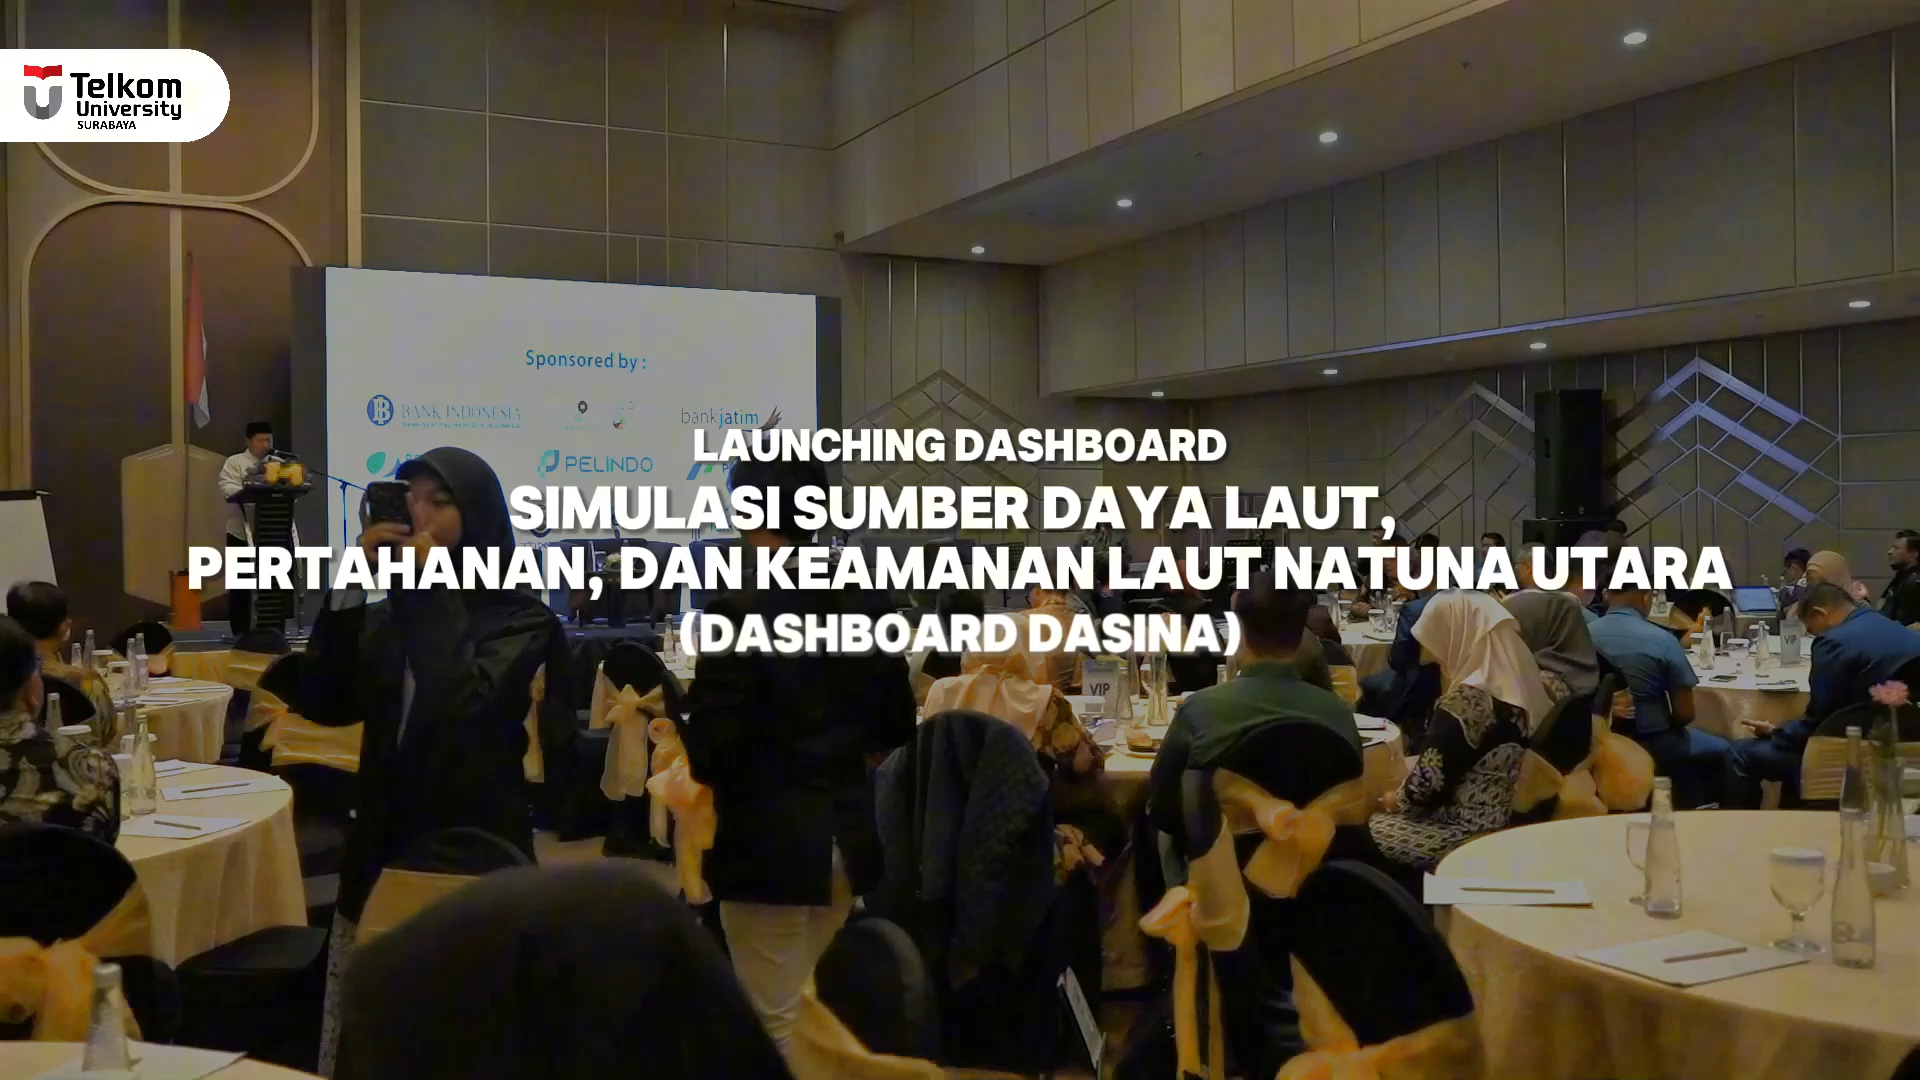 Telkom
University
SURABAYA
Sponsored by :
BANK INDONESIA
bankjatim
PELINDO
LAUNCHING DASHBOARD
SIMULASI SUMBER DAYA LAUT,
PERTAHANAN, DAN KEAMANAN LAUT NATUNA UTARA
(DASHBOARD DASINA)
VIP
VIP